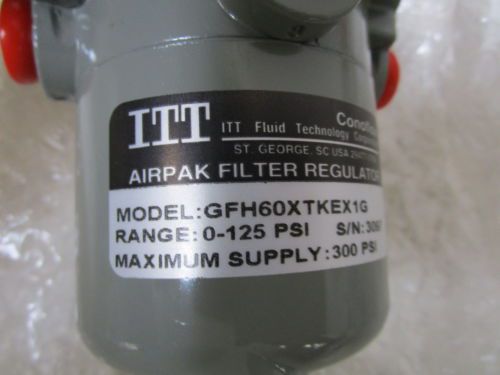 ITT
ITT Fluid Technology
ST. GEORGE, SC USA
AIRPAK FILTER REGULATOR
MODEL:GFH60XTKEX1G
RANGE: 0-125 PSI S/N:
MAXIMUM SUPPLY: 300 PSI